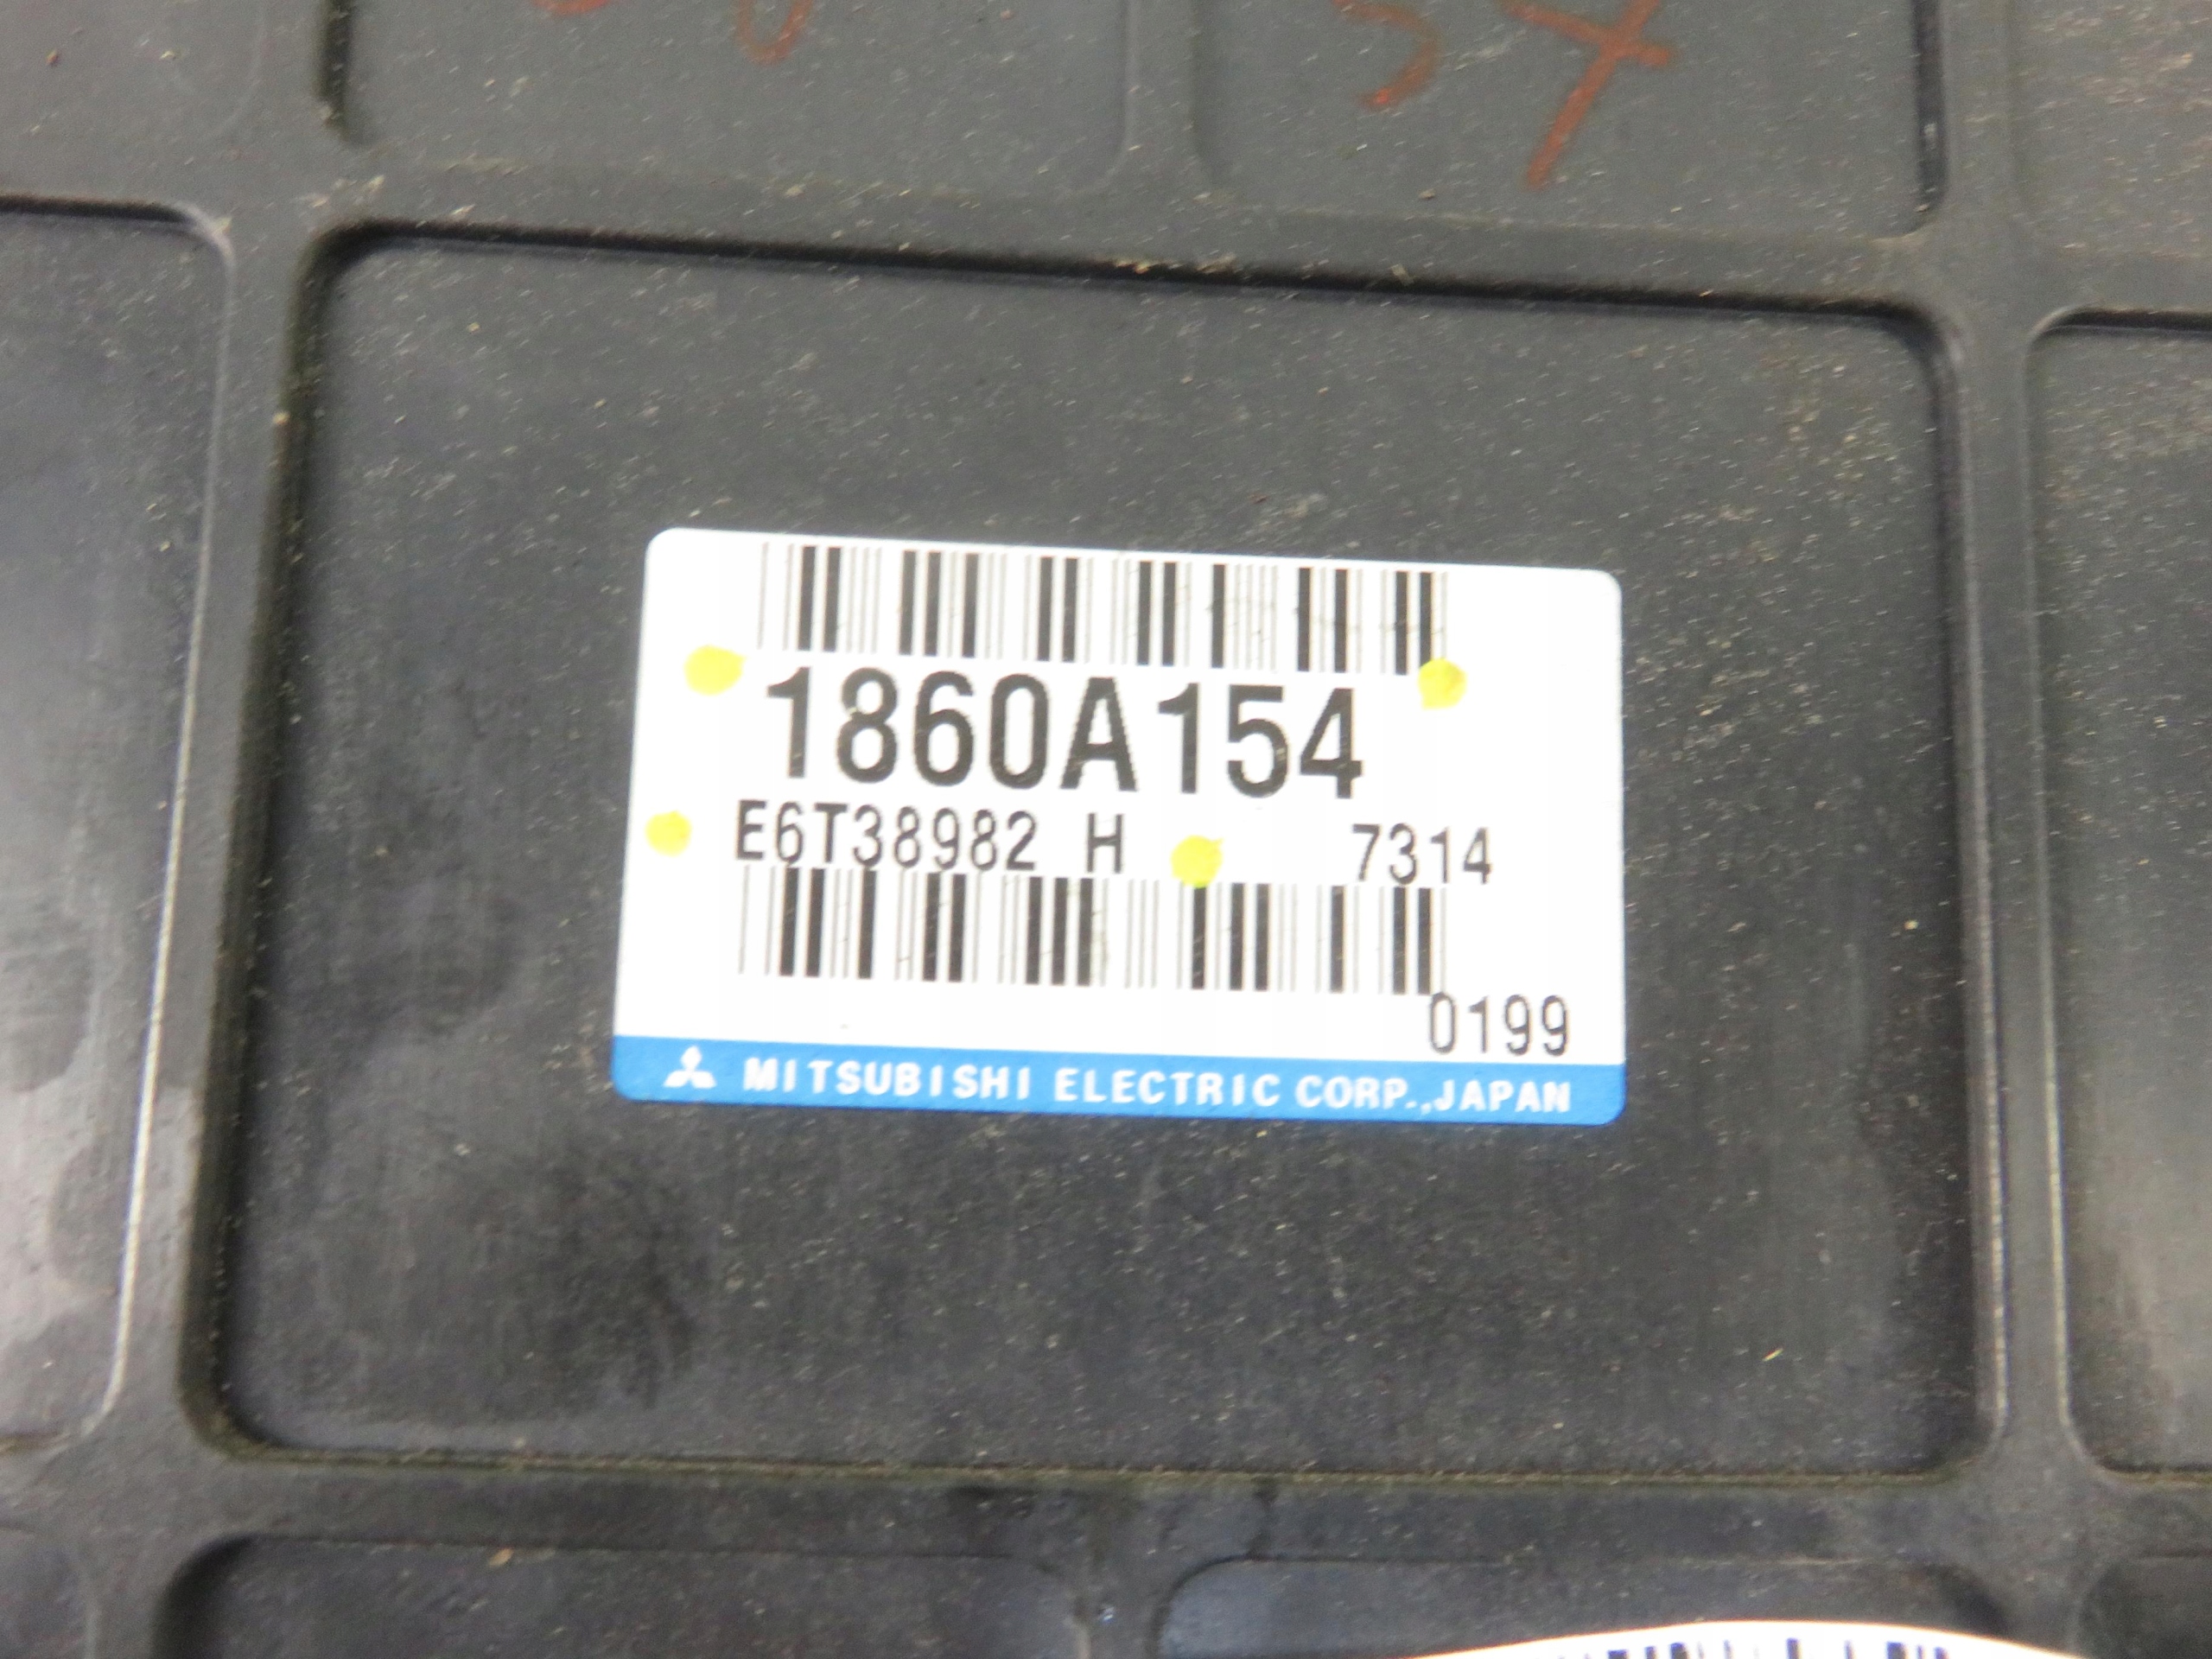 1860A154
E6T38982 H 7314
0199
MITSUBISHI ELECTRIC CORP.,JAPAN